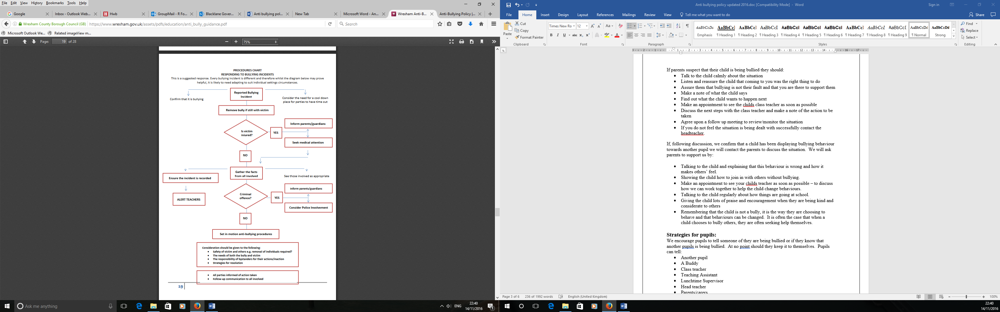 File Edit View History Bookmarks Tools Help
Google
Inbox - Outlook Web...
Hwb
GroupMail - R Fo...
Blacklane Gover...
Anti bullying pol...
New Tab
Microsoft Word - An...
Wrexham Anti-B...
Anti-Bullying Policy |...
Wrexham County Borough Council (GB) https://www.wrexham.gov.uk/assets/pdfs/education/anti_bully_guidance.pdf
Search
Microsoft Outlook We... Related imageView m...
Page: 19 of 28
75%
PROCEDURES CHART
RESPONDING TO BULLYING INCIDENTS
This is a suggested response. Every bullying incident is different and therefore whilst the diagram below may prove
helpful, it is likely to need adapting to suit individual settings circumstances.
Reported Bullying
Incident
Confirm that it is bullying
Consider the need for a cool down
place for parties to have time out
Remove bully if still with victim
Inform parents/guardians
Is victim
injured?
YES
Seek medical attention
NO
Gather the facts
from all involved
Ensure the incident is recorded
See those involved as appropriate
Inform parents/guardians
Criminal
offence?
YES
ALERT TEACHERS
Consider Police Involvement
NO
Set in motion anti-bullying procedures
Consideration should be given to the following:
• Safety of victim and others e.g. removal of individuals required?
• The needs of both the bully and victim
• The responsibility of bystanders for their actions/inaction
• Strategies for resolution
• All parties informed of action taken
• Follow-up communication to all involved
19
Ask me anything
ENG
22:40
14/11/2016
Anti bullying policy updated 2016.doc [Compatibility Mode] - Word
Sign in
File Home Insert Design Layout References Mailings Review View Tell me what you want to do
Share
Paste
Cut
Copy
Format Painter
Clipboard
Times New Ro 12
B I U abc x₂ x²
Font
Paragraph
AaBbCcDc AaBbCcI AaBbCcI AaBbCcI AaBbCcI AaBbCcI AaBbCcI AaBbCcI AaBbCcL AaBbCcD AaBbCcDd AaBbCcDd
Emphasis ¶ Heading 1 ¶ Heading 2 ¶ Heading 3 ¶ Heading 4 ¶ Heading 5 ¶ Heading 6 ¶ Heading 7 ¶ Heading 8 ¶ Heading 9 ¶ Normal Strong
Styles
Find
Replace
Select
Editing
If parents suspect that their child is being bullied they should:
• Talk to the child calmly about the situation
• Listen and reassure the child that coming to you was the right thing to do
• Assure them that bullying is not their fault and that you are there to support them
• Make a note of what the child says
• Find out what the child wants to happen next
• Make an appointment to see the childs class teacher as soon as possible
• Discuss the next steps with the class teacher and make a note of the action to be
taken
• Agree upon a follow up meeting to review/monitor the situation
• If you do not feel the situation is being dealt with successfully contact the
headteacher.
If, following discussion, we confirm that a child has been displaying bullying behaviour
towards another pupil we will contact the parents to discuss the situation. We will ask
parents to support us by:
• Talking to the child and explaining that this behaviour is wrong and how it
makes others’ feel.
• Showing the child how to join in with others without bullying.
• Make an appointment to see your childs teacher as soon as possible – to discuss
how we can work together to help the child change behaviours.
• Talking to the child regularly about how things are going at school.
• Giving the child lots of praise and encouragement when they are being kind and
considerate to others
• Remembering that the child is not a bully, it is the way they are choosing to
behave and that behaviours can be changed. It is often the case that when a
child chooses to bully others, they are often seeking help themselves.
Strategies for pupils:
We encourage pupils to tell someone of they are being bullied or if they know that
another pupils is being bullied. At no point should they keep it to themselves. Pupils
can tell:
• Another pupil
• A Buddy
• Class teacher
• Teaching Assistant
• Lunchtime Supervisor
• Head teacher
• Parents/carers
Page 3 of 6 236 of 1992 words English (United Kingdom)
100%
22:40
14/11/2016